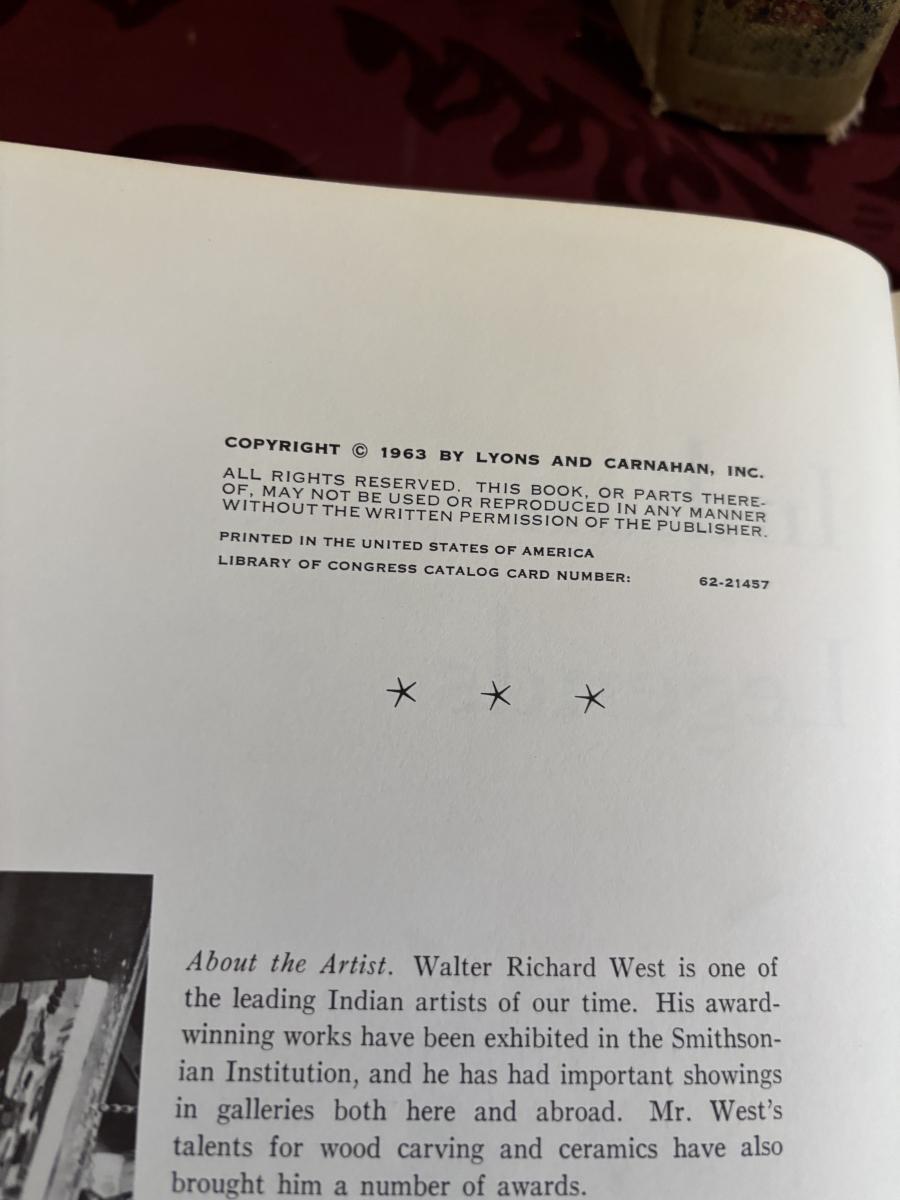 COPYRIGHT © 1963 BY LYONS AND CARNAHAN, INC.
ALL RIGHTS RESERVED. THIS BOOK, OR PARTS THERE-
OF, MAY NOT BE USED OR REPRODUCED IN ANY MANNER
WITHOUT THE WRITTEN PERMISSION OF THE PUBLISHER.
PRINTED IN THE UNITED STATES OF AMERICA
LIBRARY OF CONGRESS CATALOG CARD NUMBER: 62-21457
About the Artist. Walter Richard West is one of
the leading Indian artists of our time. His award-
winning works have been exhibited in the Smithson-
ian Institution, and he has had important showings
in galleries both here and abroad. Mr. West's
talents for wood carving and ceramics have also
brought him a number of awards.